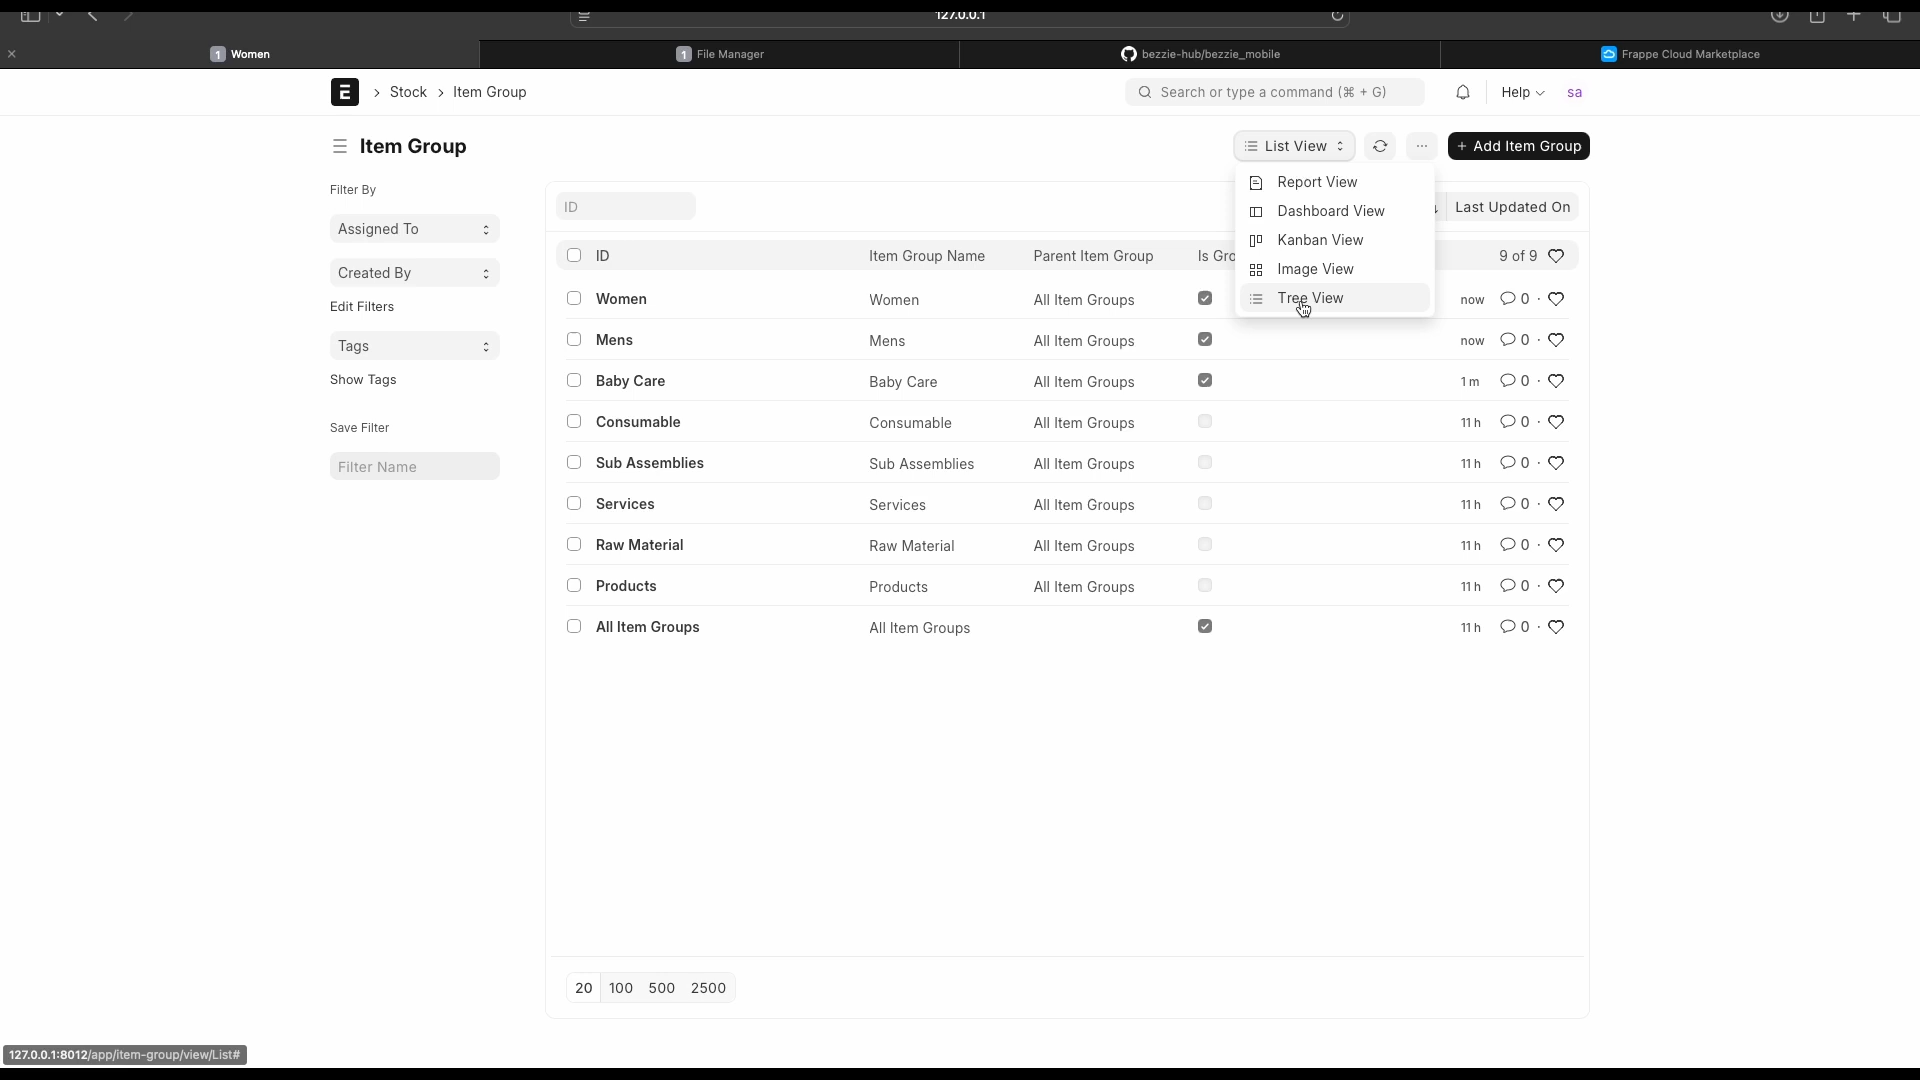 127.0.0.1
1 Women
1 File Manager
bezzie-hub/bezzie_mobile
Frappe Cloud Marketplace
E > Stock > Item Group
Search or type a command (⌘ + G)
Help
sa
Item Group
List View
... + Add Item Group
Filter By
Assigned To
Created By
Edit Filters
Tags
Show Tags
Save Filter
Filter Name
Report View
Dashboard View
Kanban View
Image View
Tree View
ID
Last Updated On
ID Item Group Name Parent Item Group Is Gro 9 of 9
Women Women All Item Groups now 0 ·
Mens Mens All Item Groups now 0 ·
Baby Care Baby Care All Item Groups 1 m 0 ·
Consumable Consumable All Item Groups 11 h 0 ·
Sub Assemblies Sub Assemblies All Item Groups 11 h 0 ·
Services Services All Item Groups 11 h 0 ·
Raw Material Raw Material All Item Groups 11 h 0 ·
Products Products All Item Groups 11 h 0 ·
All Item Groups All Item Groups 11 h 0 ·
20 100 500 2500
127.0.0.1:8012/app/item-group/view/List#